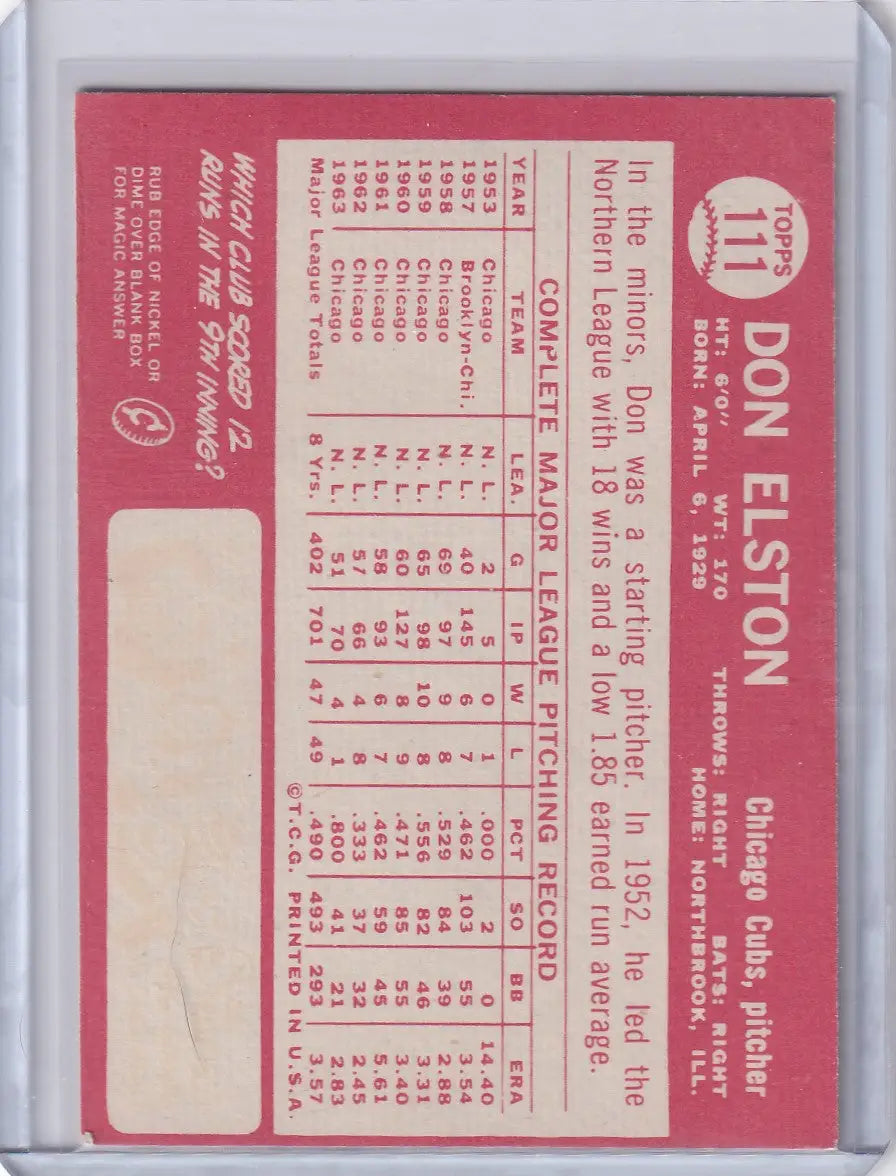 TOPPS
111
DON ELSTON
Chicago Cubs, pitcher
HT: 6'0" WT: 170 THROWS: RIGHT BATS: RIGHT
BORN: APRIL 6, 1929 HOME: NORTHBROOK, ILL.
In the minors, Don was a starting pitcher. In 1952, he led the
Northern League with 18 wins and a low 1.85 earned run average.
COMPLETE MAJOR LEAGUE PITCHING RECORD
YEAR TEAM LEA. G IP W L PCT SO BB ERA
1953 Chicago N. L. 2 5 0 1 .000 2 0 14.40
1957 Brooklyn-Chi. N. L. 40 145 6 7 .462 103 55 3.54
1958 Chicago N. L. 69 97 9 8 .529 84 39 2.88
1959 Chicago N. L. 65 98 10 8 .556 82 46 3.31
1960 Chicago N. L. 60 127 8 9 .471 85 55 3.40
1961 Chicago N. L. 58 93 6 7 .462 59 45 5.61
1962 Chicago N. L. 57 66 4 8 .333 37 32 2.45
1963 Chicago N. L. 51 70 4 1 .800 41 21 2.83
Major League Totals 8 Yrs. 402 701 47 49 .490 493 293 3.57
©T.C.G. PRINTED IN U.S.A.
WHICH CLUB SCORED 12
RUNS IN THE 9TH INNING?
RUB EDGE OF NICKEL OR
DIME OVER BLANK BOX
FOR MAGIC ANSWER